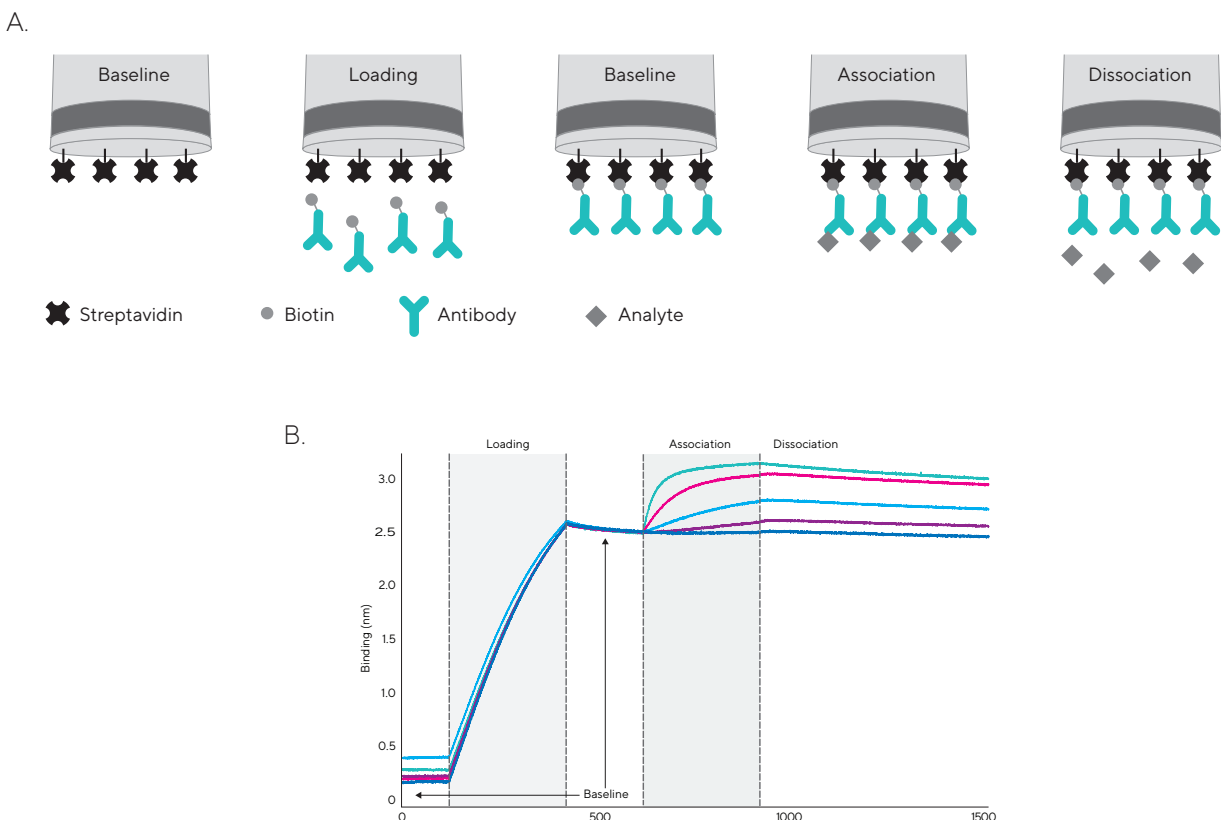 A.
Baseline
Loading
Baseline
Association
Dissociation
Streptavidin
Biotin
Antibody
Analyte
B.
Loading
Association
Dissociation
Binding (nm)
3.0
2.5
2.0
1.5
1.0
0.5
0
Baseline
0
500
1000
1500